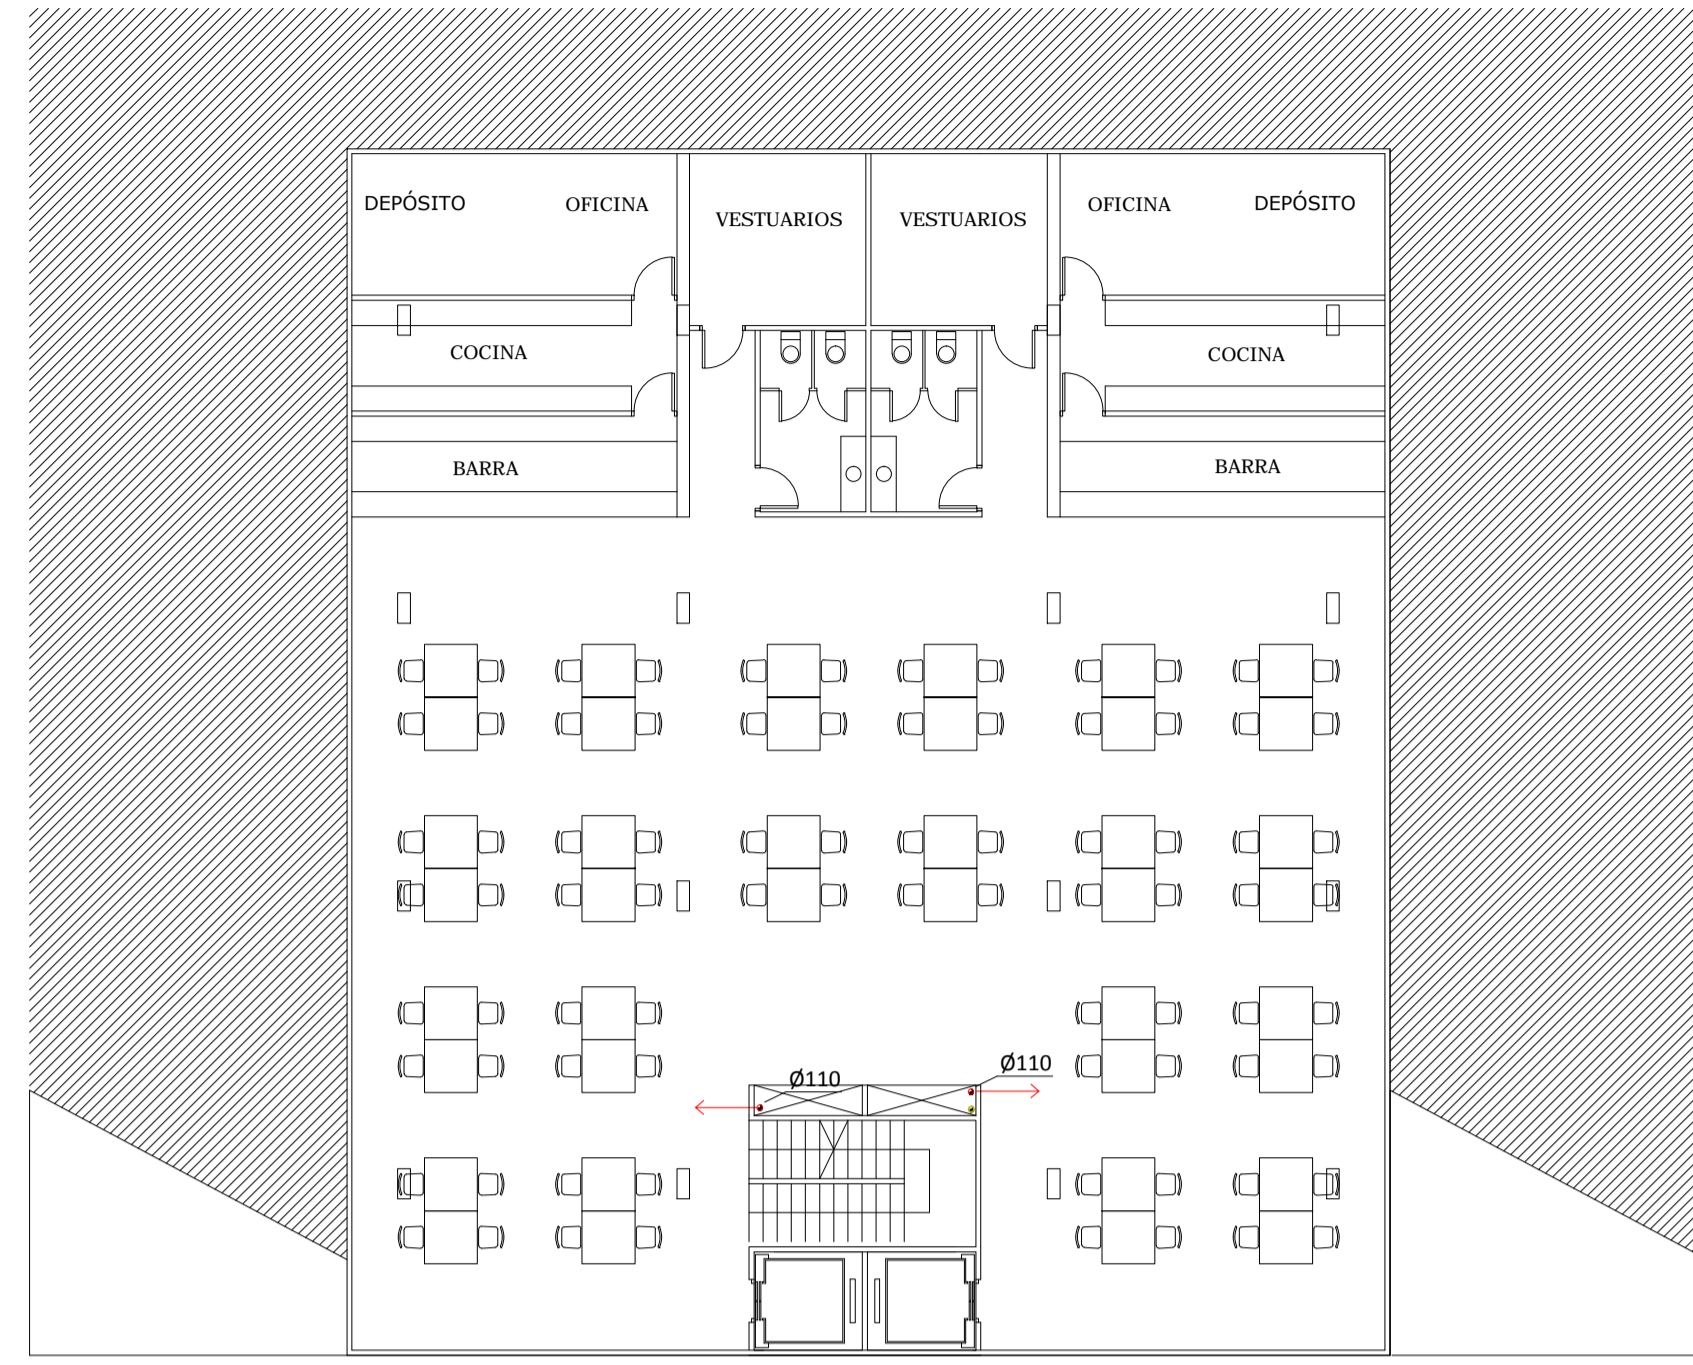 DEPÓSITO
OFICINA
VESTUARIOS
VESTUARIOS
OFICINA
DEPÓSITO
COCINA
COCINA
BARRA
BARRA
Ø110
Ø110